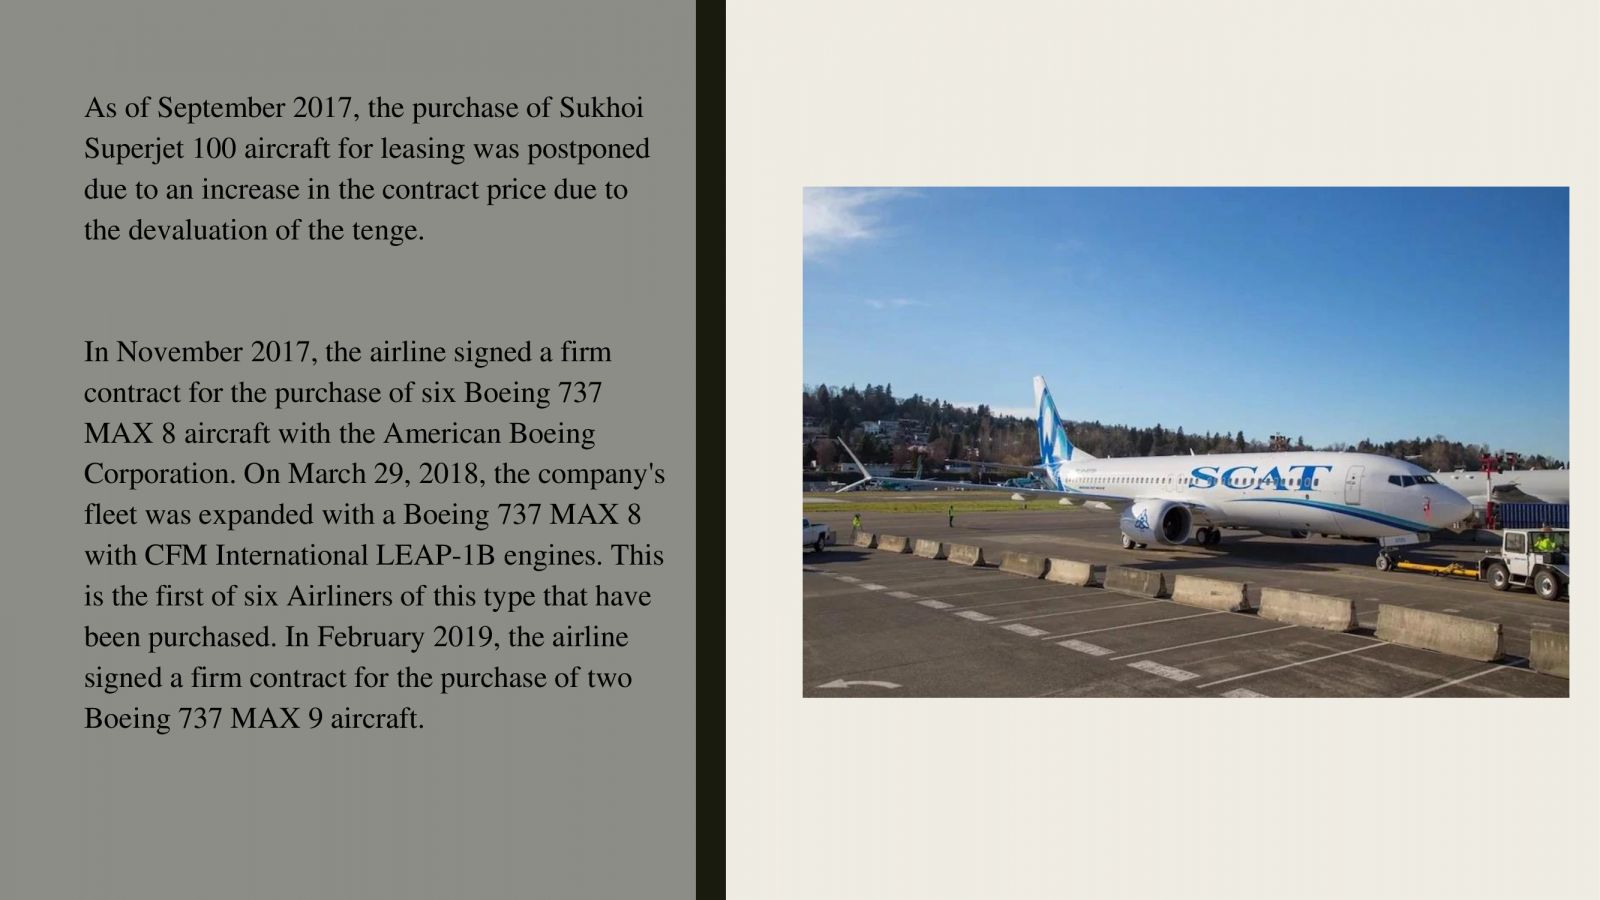 As of September 2017, the purchase of Sukhoi
Superjet 100 aircraft for leasing was postponed
due to an increase in the contract price due to
the devaluation of the tenge.
In November 2017, the airline signed a firm
contract for the purchase of six Boeing 737
MAX 8 aircraft with the American Boeing
Corporation. On March 29, 2018, the company's
fleet was expanded with a Boeing 737 MAX 8
with CFM International LEAP-1B engines. This
is the first of six Airliners of this type that have
been purchased. In February 2019, the airline
signed a firm contract for the purchase of two
Boeing 737 MAX 9 aircraft.
SCAT